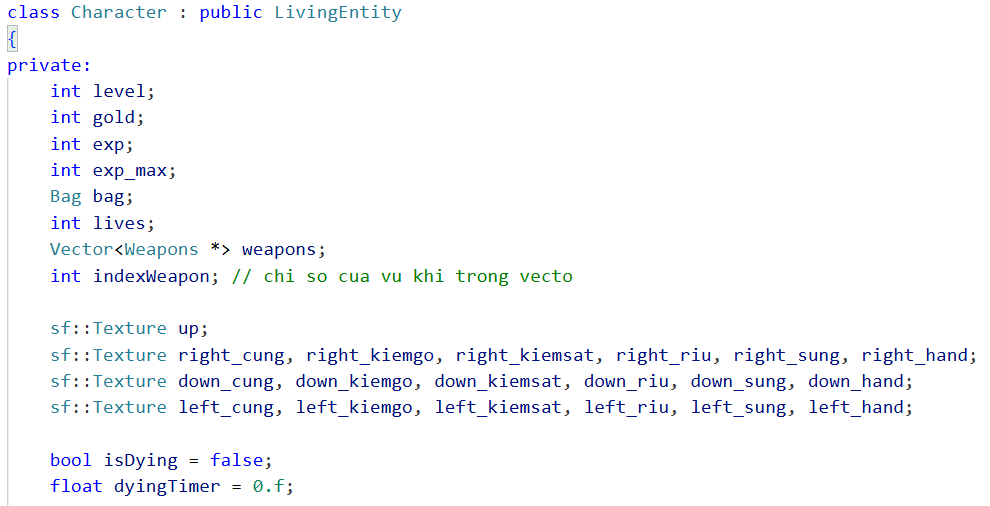 class Character : public LivingEntity
{
private:
    int level;
    int gold;
    int exp;
    int exp_max;
    Bag bag;
    int lives;
    Vector<Weapons *> weapons;
    int indexWeapon; // chi so cua vu khi trong vecto
    sf::Texture up;
    sf::Texture right_cung, right_kiemgo, right_kiemsat, right_riu, right_sung, right_hand;
    sf::Texture down_cung, down_kiemgo, down_kiemsat, down_riu, down_sung, down_hand;
    sf::Texture left_cung, left_kiemgo, left_kiemsat, left_riu, left_sung, left_hand;
    bool isDying = false;
    float dyingTimer = 0.f;